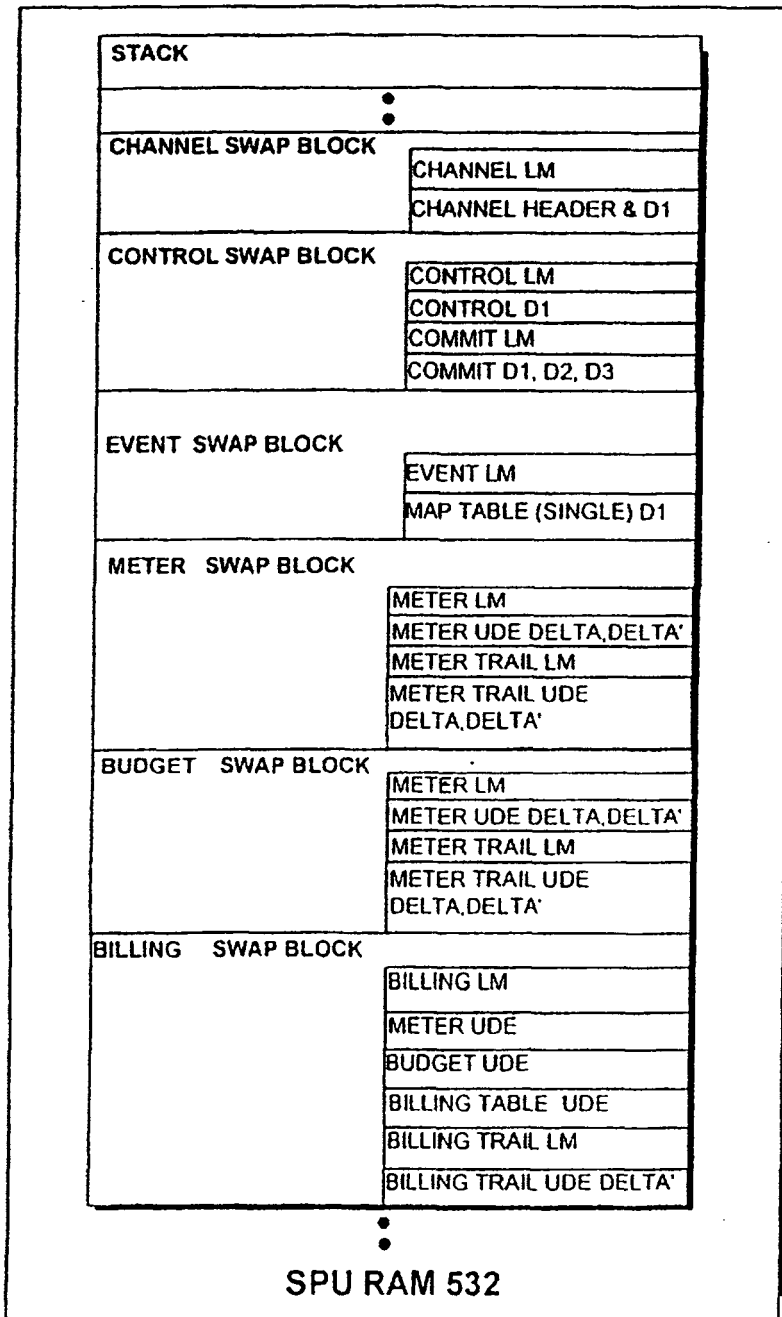 STACK
CHANNEL SWAP BLOCK
CHANNEL LM
CHANNEL HEADER & D1
CONTROL SWAP BLOCK
CONTROL LM
CONTROL D1
COMMIT LM
COMMIT D1, D2, D3
EVENT SWAP BLOCK
EVENT LM
MAP TABLE (SINGLE) D1
METER SWAP BLOCK
METER LM
METER UDE DELTA,DELTA'
METER TRAIL LM
METER TRAIL UDE
DELTA,DELTA'
BUDGET SWAP BLOCK
METER LM
METER UDE DELTA,DELTA'
METER TRAIL LM
METER TRAIL UDE
DELTA,DELTA'
BILLING SWAP BLOCK
BILLING LM
METER UDE
BUDGET UDE
BILLING TABLE UDE
BILLING TRAIL LM
BILLING TRAIL UDE DELTA'
SPU RAM 532